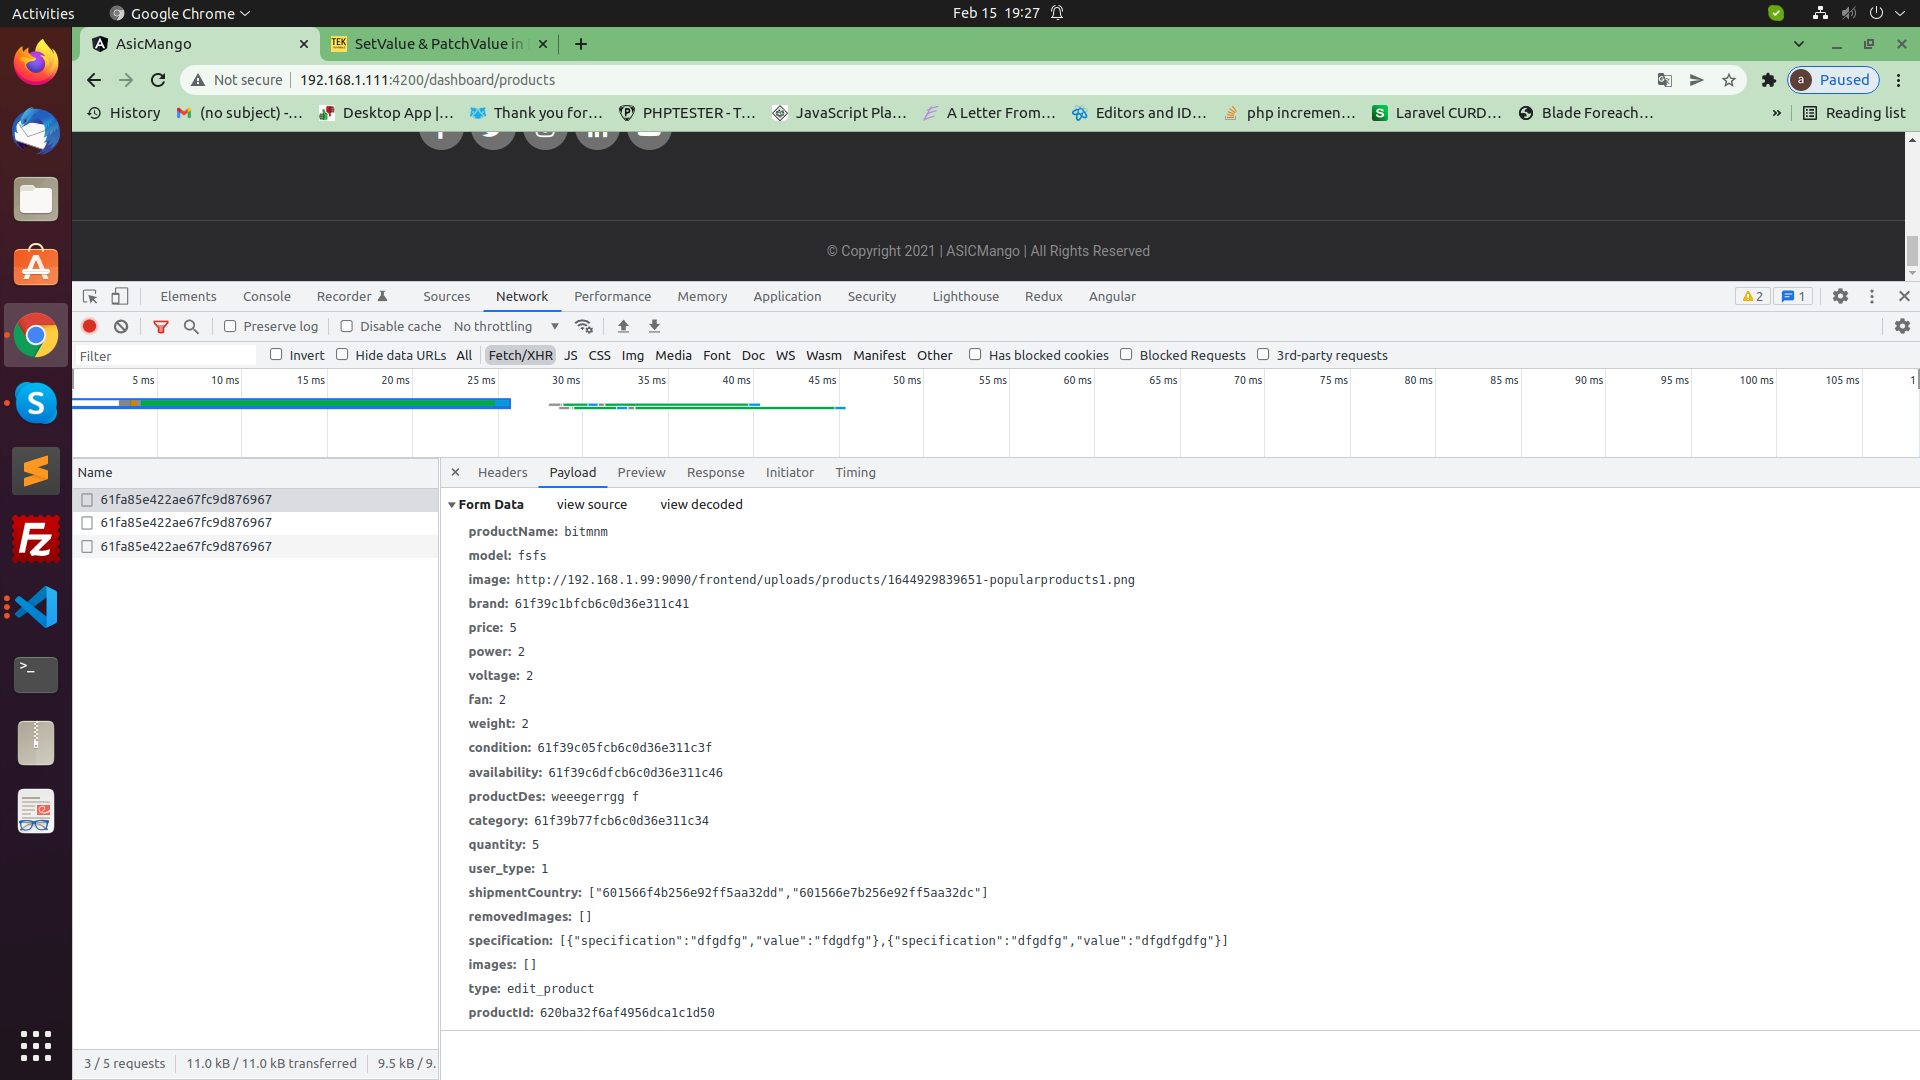 Activities
Google Chrome
Feb 15 19:27
AsicMango
SetValue & PatchValue in
Not secure
192.168.1.111:4200/dashboard/products
a
Paused
History
(no subject) -...
Desktop App |...
Thank you for...
PHPTESTER - T...
JavaScript Pla...
A Letter From...
Editors and ID...
php incremen...
Laravel CURD...
Blade Foreach...
»
Reading list
© Copyright 2021 | ASICMango | All Rights Reserved
Elements Console Recorder Sources Network Performance Memory Application Security Lighthouse Redux Angular
2
1
Preserve log
Disable cache
No throttling
Filter
Invert
Hide data URLs
All Fetch/XHR JS CSS Img Media Font Doc WS Wasm Manifest Other
Has blocked cookies
Blocked Requests
3rd-party requests
5 ms 10 ms 15 ms 20 ms 25 ms 30 ms 35 ms 40 ms 45 ms 50 ms 55 ms 60 ms 65 ms 70 ms 75 ms 80 ms 85 ms 90 ms 95 ms 100 ms 105 ms 1
Name
61fa85e422ae67fc9d876967
61fa85e422ae67fc9d876967
61fa85e422ae67fc9d876967
3 / 5 requests
11.0 kB / 11.0 kB transferred
9.5 kB / 9.
Headers Payload Preview Response Initiator Timing
Form Data view source view decoded
productName: bitmnm
model: fsfs
image: http://192.168.1.99:9090/frontend/uploads/products/1644929839651-popularproducts1.png
brand: 61f39c1bfcb6c0d36e311c41
price: 5
power: 2
voltage: 2
fan: 2
weight: 2
condition: 61f39c05fcb6c0d36e311c3f
availability: 61f39c6dfcb6c0d36e311c46
productDes: weeegerrgg f
category: 61f39b77fcb6c0d36e311c34
quantity: 5
user_type: 1
shipmentCountry: ["601566f4b256e92ff5aa32dd","601566e7b256e92ff5aa32dc"]
removedImages: []
specification: [{"specification":"dfgdfg","value":"fdgdfg"},{"specification":"dfgdfg","value":"dfgdfgdfg"}]
images: []
type: edit_product
productId: 620ba32f6af4956dca1c1d50